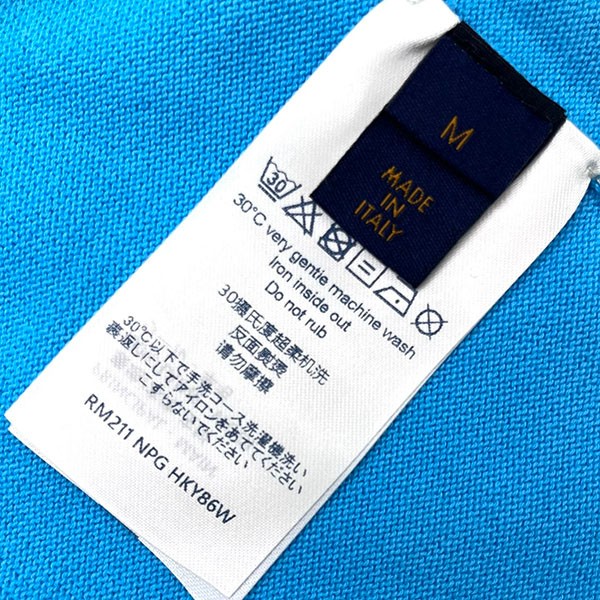 M
MADE
IN
ITALY
30
30°C very gentle machine wash
Iron inside out
Do not rub
30摄氏度超柔机洗
反面熨烫
请勿摩擦
30℃以下で手洗コース洗濯機洗い
裏返しにしてアイロンをあててください
こすらないでください
RM211 NPG HKY86W